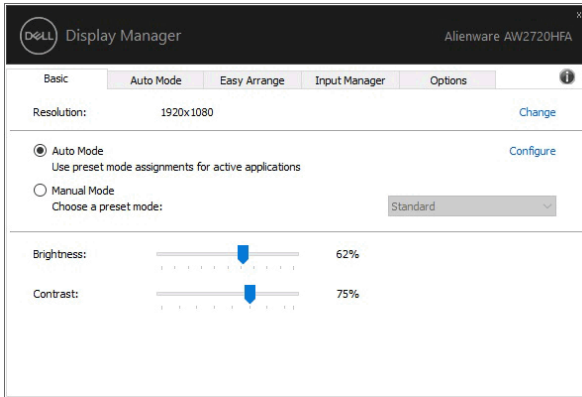 DELL Display Manager Alienware AW2720HFA
Basic Auto Mode Easy Arrange Input Manager Options
Resolution: 1920x1080 Change
Auto Mode Configure
Use preset mode assignments for active applications
Manual Mode
Choose a preset mode: Standard
Brightness: 62%
Contrast: 75%